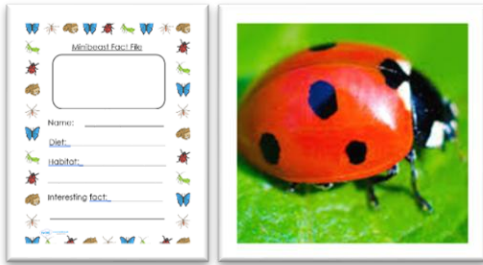 Minibeast Fact File
Name:
Diet:
Habitat:
Interesting fact: